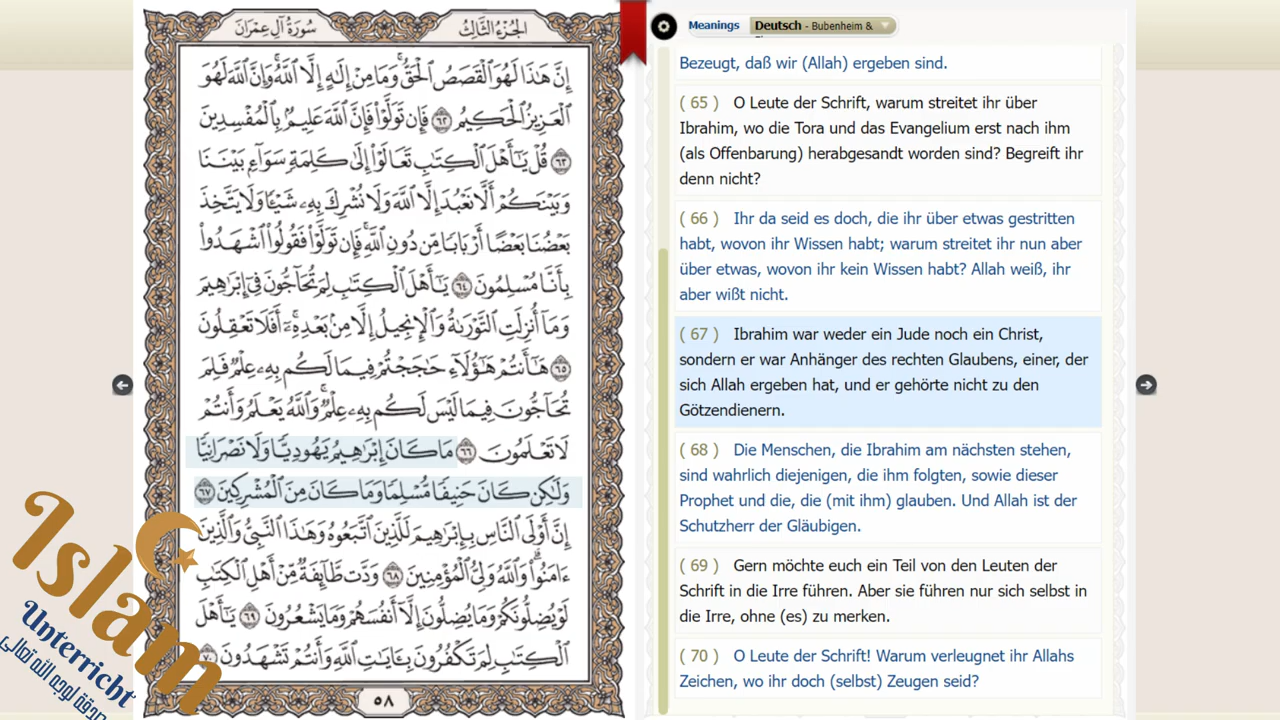 سُورَةُ آلِ عِمْرَانَ
الجُزْءُ الثَّالِثُ
إِنَّ هَٰذَا لَهُوَ ٱلْقَصَصُ ٱلْحَقُّ ۚ وَمَا مِنْ إِلَٰهٍ إِلَّا ٱللَّهُ ۚ وَإِنَّ ٱللَّهَ لَهُوَ
ٱلْعَزِيزُ ٱلْحَكِيمُ ٦٢ فَإِن تَوَلَّوْا۟ فَإِنَّ ٱللَّهَ عَلِيمٌۢ بِٱلْمُفْسِدِينَ
٦٣ قُلْ يَٰٓأَهْلَ ٱلْكِتَٰبِ تَعَالَوْا۟ إِلَىٰ كَلِمَةٍ سَوَآءٍۭ بَيْنَنَا
وَبَيْنَكُمْ أَلَّا نَعْبُدَ إِلَّا ٱللَّهَ وَلَا نُشْرِكَ بِهِۦ شَيْـًٔا وَلَا يَتَّخِذَ
بَعْضُنَا بَعْضًا أَرْبَابًا مِّن دُونِ ٱللَّهِ ۚ فَإِن تَوَلَّوْا۟ فَقُولُوا۟ ٱشْهَدُوا۟
بِأَنَّا مُسْلِمُونَ ٦٤ يَٰٓأَهْلَ ٱلْكِتَٰبِ لِمَ تُحَآجُّونَ فِىٓ إِبْرَٰهِيمَ
وَمَآ أُنزِلَتِ ٱلتَّوْرَىٰةُ وَٱلْإِنجِيلُ إِلَّا مِنۢ بَعْدِهِۦٓ ۚ أَفَلَا تَعْقِلُونَ
٦٥ هَٰٓأَنتُمْ هَٰٓؤُلَآءِ حَٰجَجْتُمْ فِيمَا لَكُم بِهِۦ عِلْمٌ فَلِمَ
تُحَآجُّونَ فِيمَا لَيْسَ لَكُم بِهِۦ عِلْمٌ ۚ وَٱللَّهُ يَعْلَمُ وَأَنتُمْ
لَا تَعْلَمُونَ ٦٦ مَا كَانَ إِبْرَٰهِيمُ يَهُودِيًّا وَلَا نَصْرَانِيًّا
وَلَٰكِن كَانَ حَنِيفًا مُّسْلِمًا وَمَا كَانَ مِنَ ٱلْمُشْرِكِينَ ٦٧
إِنَّ أَوْلَى ٱلنَّاسِ بِإِبْرَٰهِيمَ لَلَّذِينَ ٱتَّبَعُوهُ وَهَٰذَا ٱلنَّبِىُّ وَٱلَّذِينَ
ءَامَنُوا۟ ۗ وَٱللَّهُ وَلِىُّ ٱلْمُؤْمِنِينَ ٦٨ وَدَّت طَّآئِفَةٌ مِّنْ أَهْلِ ٱلْكِتَٰبِ
لَوْ يُضِلُّونَكُمْ وَمَا يُضِلُّونَ إِلَّآ أَنفُسَهُمْ وَمَا يَشْعُرُونَ ٦٩ يَٰٓأَهْلَ
ٱلْكِتَٰبِ لِمَ تَكْفُرُونَ بِـَٔايَٰتِ ٱللَّهِ وَأَنتُمْ تَشْهَدُونَ ٧٠
٥٨
Meanings Deutsch - Bubenheim &
Bezeugt, daß wir (Allah) ergeben sind.
( 65 ) O Leute der Schrift, warum streitet ihr über
Ibrahim, wo die Tora und das Evangelium erst nach ihm
(als Offenbarung) herabgesandt worden sind? Begreift ihr
denn nicht?
( 66 ) Ihr da seid es doch, die ihr über etwas gestritten
habt, wovon ihr Wissen habt; warum streitet ihr nun aber
über etwas, wovon ihr kein Wissen habt? Allah weiß, ihr
aber wißt nicht.
( 67 ) Ibrahim war weder ein Jude noch ein Christ,
sondern er war Anhänger des rechten Glaubens, einer, der
sich Allah ergeben hat, und er gehörte nicht zu den
Götzendienern.
( 68 ) Die Menschen, die Ibrahim am nächsten stehen,
sind wahrlich diejenigen, die ihm folgten, sowie dieser
Prophet und die, die (mit ihm) glauben. Und Allah ist der
Schutzherr der Gläubigen.
( 69 ) Gern möchte euch ein Teil von den Leuten der
Schrift in die Irre führen. Aber sie führen nur sich selbst in
die Irre, ohne (es) zu merken.
( 70 ) O Leute der Schrift! Warum verleugnet ihr Allahs
Zeichen, wo ihr doch (selbst) Zeugen seid?
Islam
Unterricht
صدقة لوجه الله تعالى